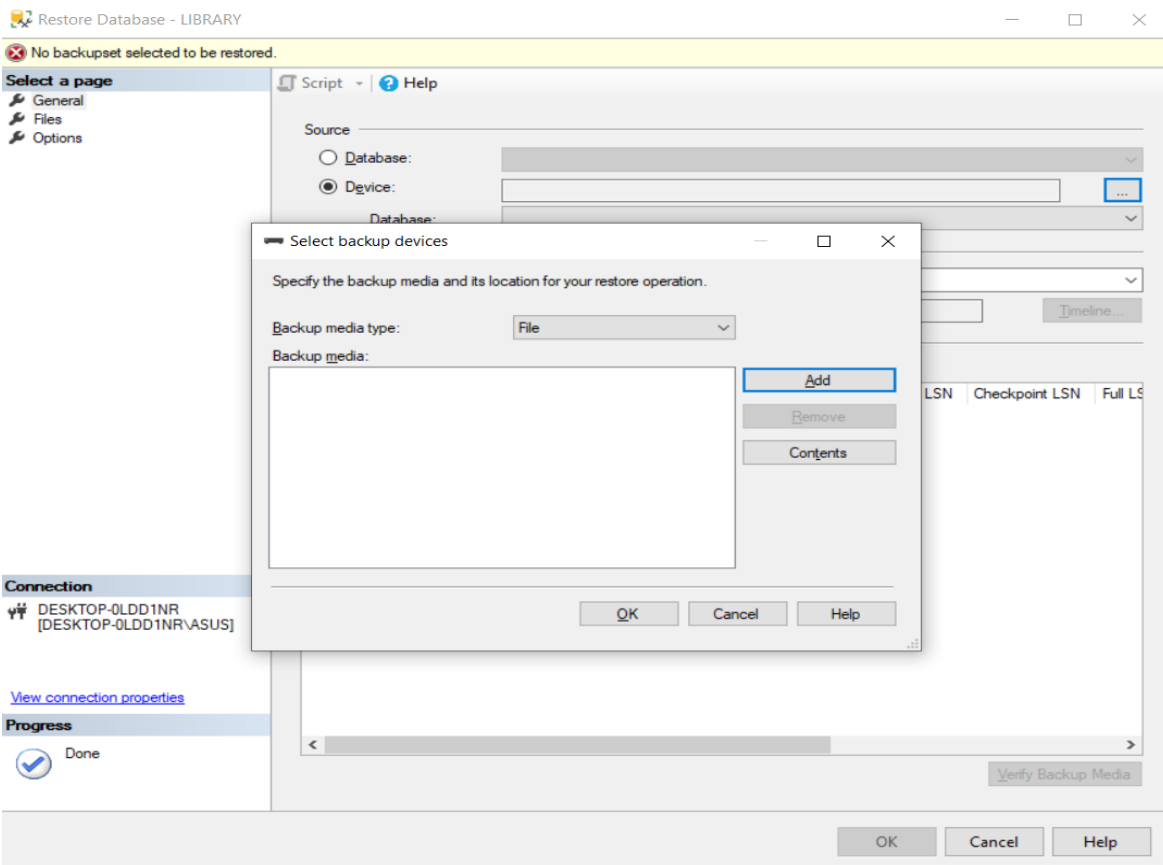 Restore Database - LIBRARY
No backupset selected to be restored.
Select a page
General
Files
Options
Script
Help
Source
Database:
Device:
...
Database:
Select backup devices
Specify the backup media and its location for your restore operation.
Backup media type:
File
Backup media:
Add
Remove
Contents
OK
Cancel
Help
Timeline...
LSN
Checkpoint LSN
Full LS
Connection
DESKTOP-0LDD1NR
[DESKTOP-0LDD1NR\ASUS]
View connection properties
Progress
Done
Verify Backup Media
OK
Cancel
Help